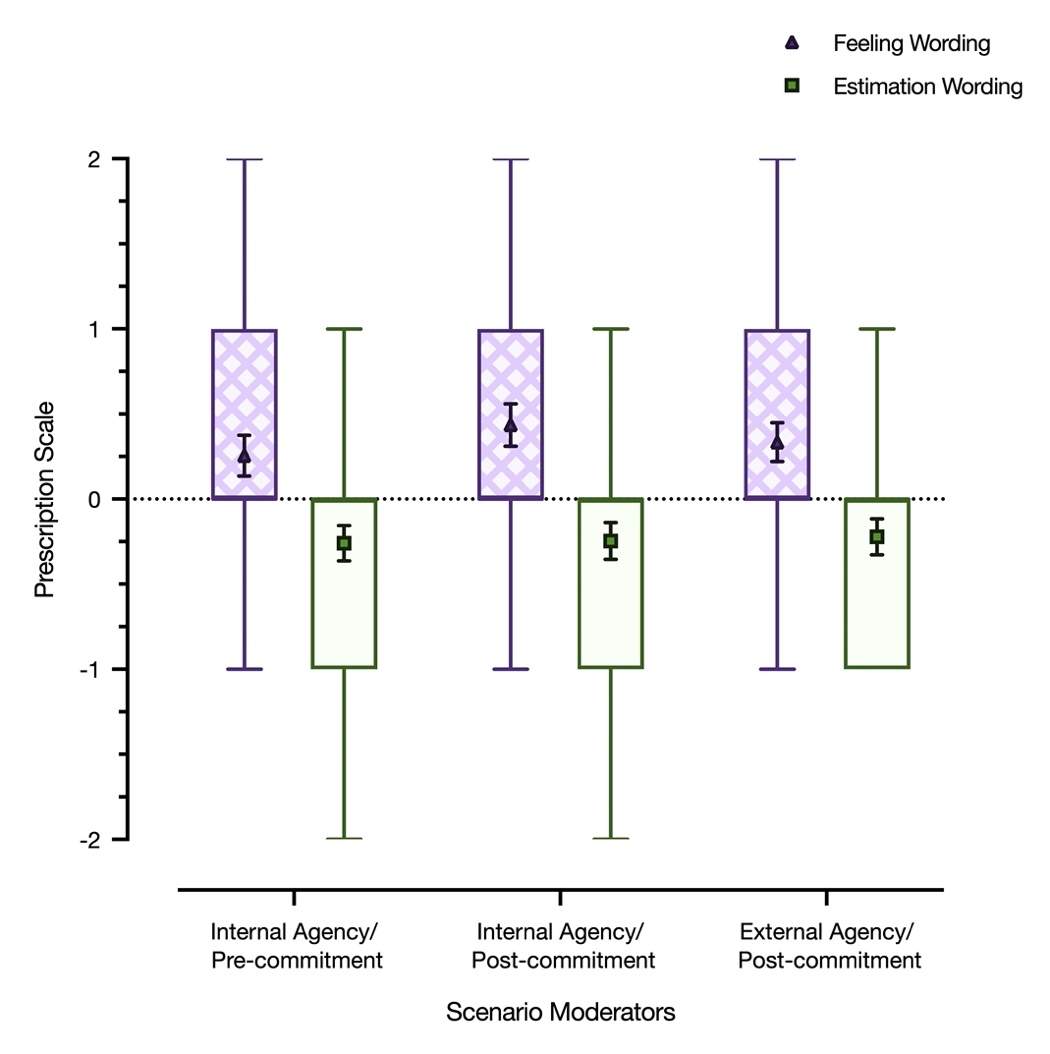 Feeling Wording
Estimation Wording
2
1
0
-1
-2
Prescription Scale
Internal Agency/
Pre-commitment
Internal Agency/
Post-commitment
External Agency/
Post-commitment
Scenario Moderators